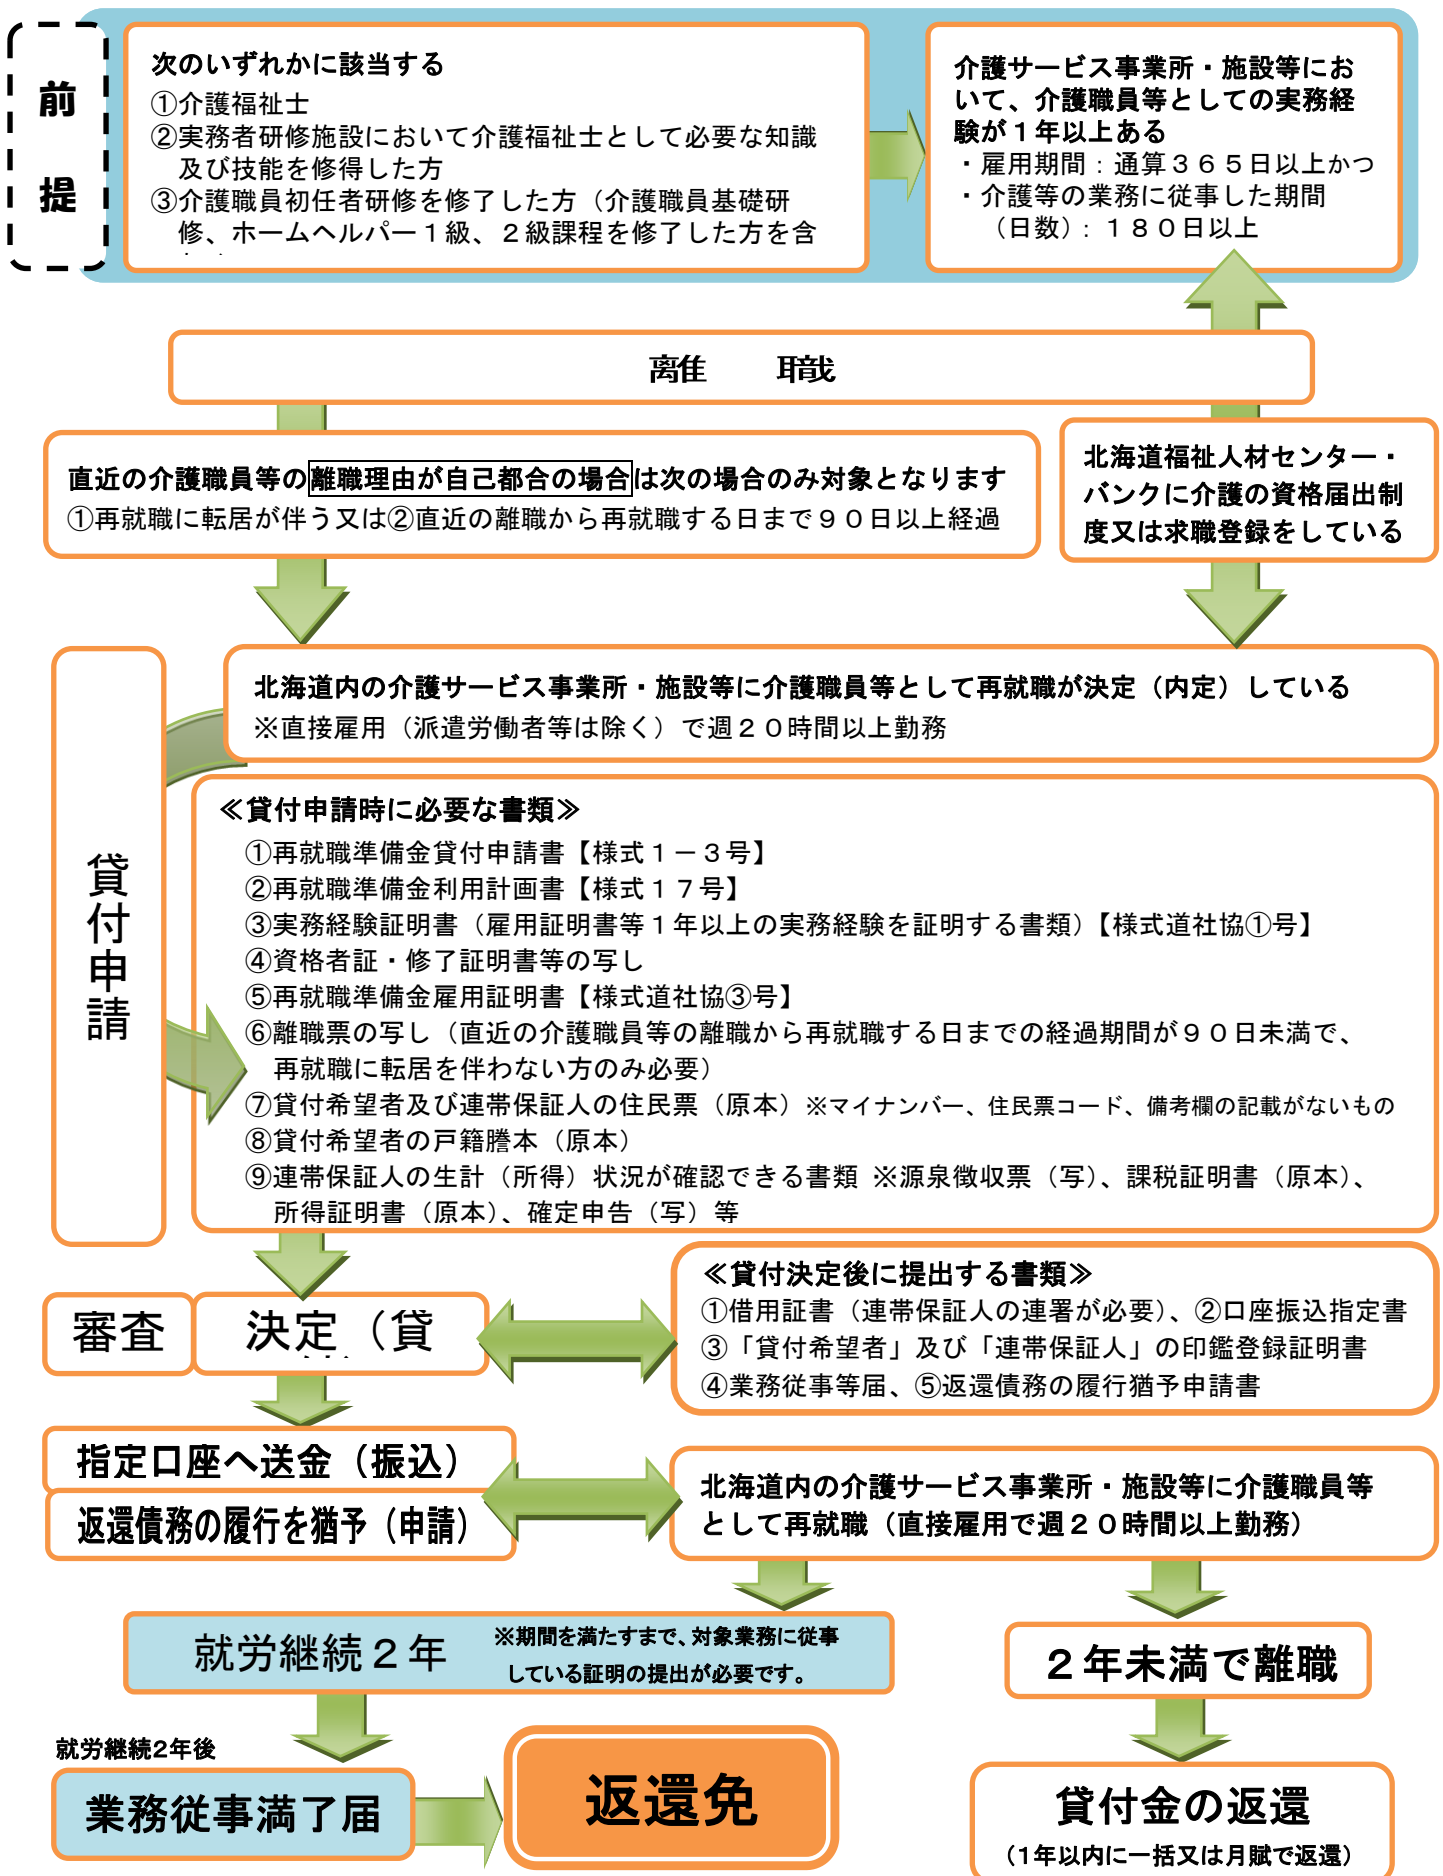 前提
次のいずれかに該当する
①介護福祉士
②実務者研修施設において介護福祉士として必要な知識
及び技能を修得した方
③介護職員初任者研修を修了した方（介護職員基礎研
修、ホームヘルパー１級、２級課程を修了した方を含
介護サービス事業所・施設等にお
いて、介護職員等としての実務経
験が１年以上ある
・雇用期間：通算３６５日以上かつ
・介護等の業務に従事した期間
（日数）：１８０日以上
離　職
直近の介護職員等の離職理由が自己都合の場合は次の場合のみ対象となります
①再就職に転居が伴う又は②直近の離職から再就職する日まで９０日以上経過
北海道福祉人材センター・
バンクに介護の資格届出制
度又は求職登録をしている
貸付申請
北海道内の介護サービス事業所・施設等に介護職員等として再就職が決定（内定）している
※直接雇用（派遣労働者等は除く）で週２０時間以上勤務
≪貸付申請時に必要な書類≫
①再就職準備金貸付申請書【様式１－３号】
②再就職準備金利用計画書【様式１７号】
③実務経験証明書（雇用証明書等１年以上の実務経験を証明する書類）【様式道社協①号】
④資格者証・修了証明書等の写し
⑤再就職準備金雇用証明書【様式道社協③号】
⑥離職票の写し（直近の介護職員等の離職から再就職する日までの経過期間が９０日未満で、
再就職に転居を伴わない方のみ必要）
⑦貸付希望者及び連帯保証人の住民票（原本）※マイナンバー、住民票コード、備考欄の記載がないもの
⑧貸付希望者の戸籍謄本（原本）
⑨連帯保証人の生計（所得）状況が確認できる書類 ※源泉徴収票（写）、課税証明書（原本）、
所得証明書（原本）、確定申告（写）等
審査
決定（貸
≪貸付決定後に提出する書類≫
①借用証書（連帯保証人の連署が必要）、②口座振込指定書
③「貸付希望者」及び「連帯保証人」の印鑑登録証明書
④業務従事等届、⑤返還債務の履行猶予申請書
指定口座へ送金（振込）
返還債務の履行を猶予（申請）
北海道内の介護サービス事業所・施設等に介護職員等
として再就職（直接雇用で週２０時間以上勤務）
就労継続２年
※期間を満たすまで、対象業務に従事
している証明の提出が必要です。
２年未満で離職
就労継続2年後
業務従事満了届
返還免
貸付金の返還
（1年以内に一括又は月賦で返還）